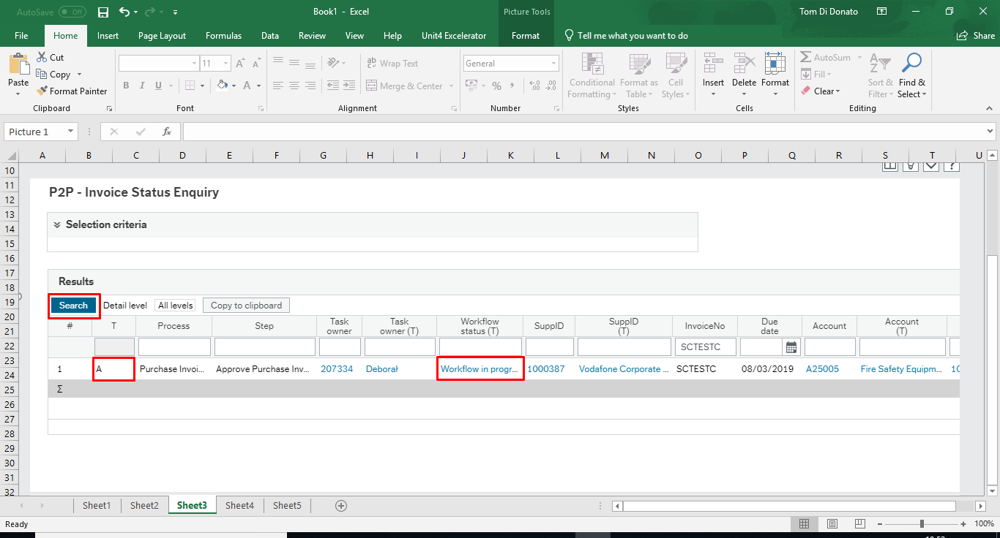 AutoSave Off Book1 - Excel Picture Tools Tom Di Donato
File Home Insert Page Layout Formulas Data Review View Help Unit4 Excelerator Format Tell me what you want to do Share
Paste Cut Copy Format Painter
11
General
Wrap Text
Merge & Center
Conditional Formatting Format as Table Cell Styles
Insert Delete Format
AutoSum Fill Clear
Sort & Filter Find & Select
Clipboard Font Alignment Number Styles Cells Editing
Picture 1 fx
A B C D E F G H I J K L M N O P Q R S T U
10
11
12
13
14
15
16
17
18
19
20
21
22
23
24
25
26
27
28
29
30
31
32
P2P - Invoice Status Enquiry
Selection criteria
Results
Search Detail level All levels Copy to clipboard
# T Process Step Task owner Task owner (T) Workflow status (T) SuppID SuppID (T) InvoiceNo Due date Account Account (T)
SCTESTC
1 A Purchase Invoi... Approve Purchase Inv... 207334 Deborah Workflow in progr... 1000387 Vodafone Corporate ... SCTESTC 08/03/2019 A25005 Fire Safety Equipm... 10
Σ
Sheet1 Sheet2 Sheet3 Sheet4 Sheet5
Ready 100%